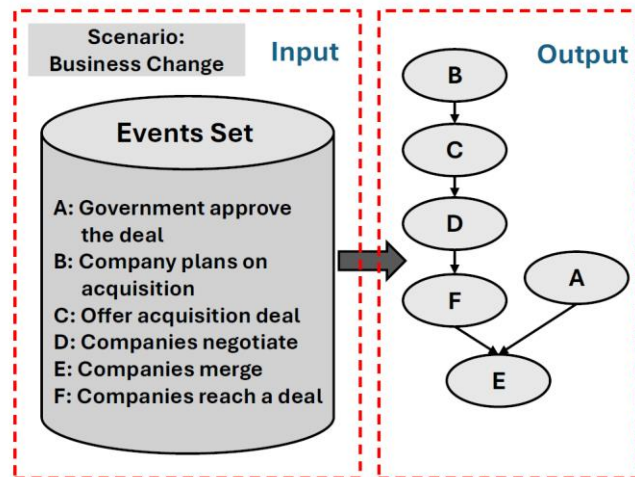 Scenario:
Business Change
Input
Events Set
A: Government approve
the deal
B: Company plans on
acquisition
C: Offer acquisition deal
D: Companies negotiate
E: Companies merge
F: Companies reach a deal
Output
B
C
D
A
F
E